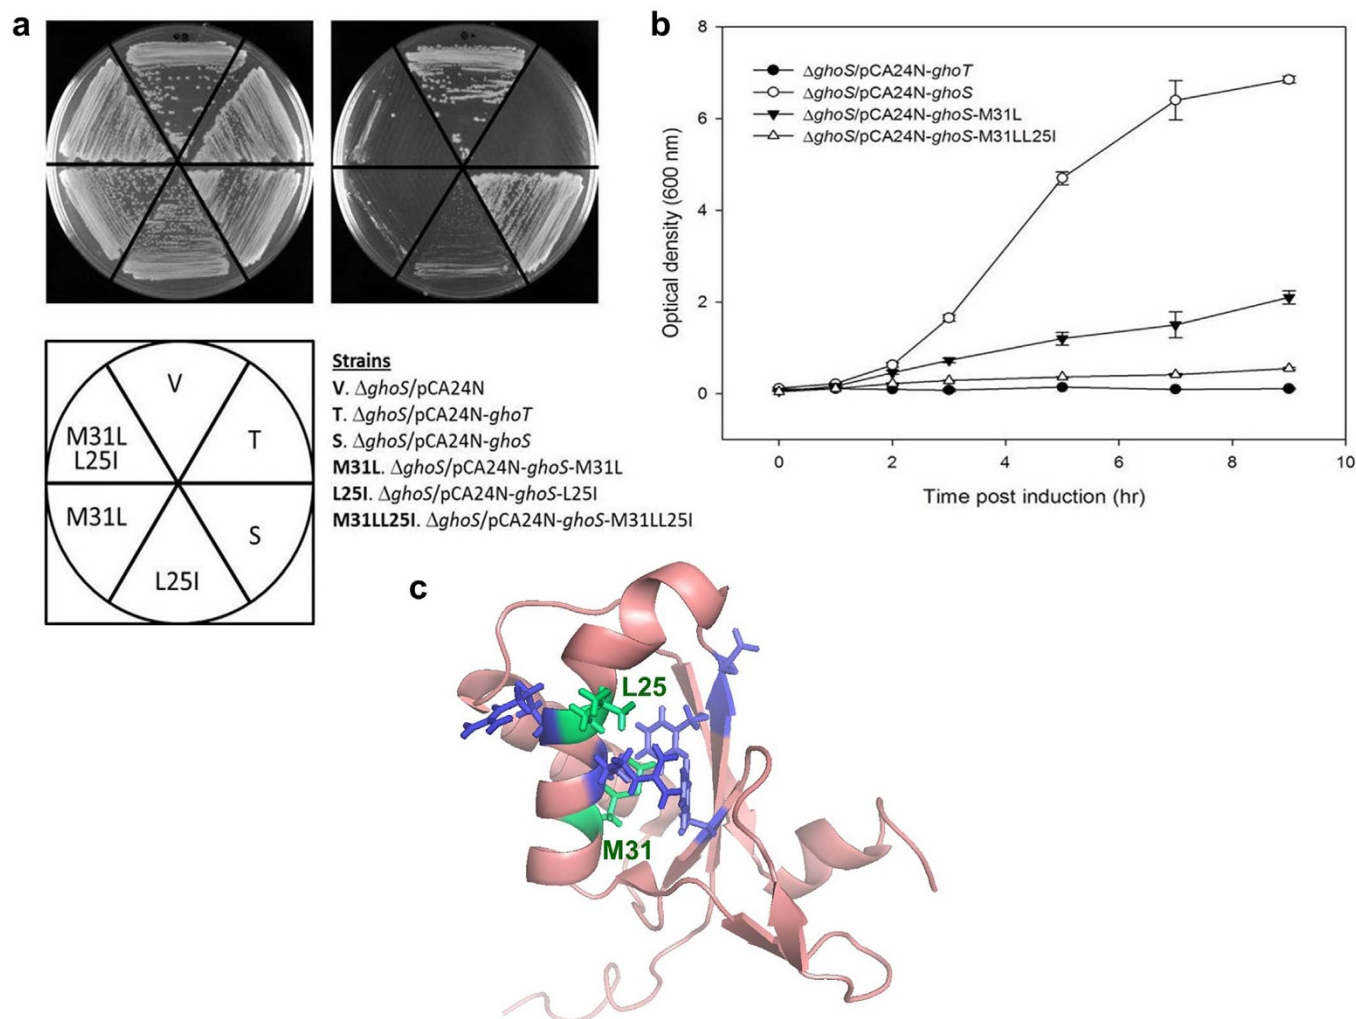 a
V
T
M31L
L25I
M31L
S
L25I
Strains
V. ΔghoS/pCA24N
T. ΔghoS/pCA24N-ghoT
S. ΔghoS/pCA24N-ghoS
M31L. ΔghoS/pCA24N-ghoS-M31L
L25I. ΔghoS/pCA24N-ghoS-L25I
M31LL25I. ΔghoS/pCA24N-ghoS-M31LL25I
b
Optical density (600 nm)
8
6
4
2
0
ΔghoS/pCA24N-ghoT
ΔghoS/pCA24N-ghoS
ΔghoS/pCA24N-ghoS-M31L
ΔghoS/pCA24N-ghoS-M31LL25I
0 2 4 6 8 10
Time post induction (hr)
c
L25
M31